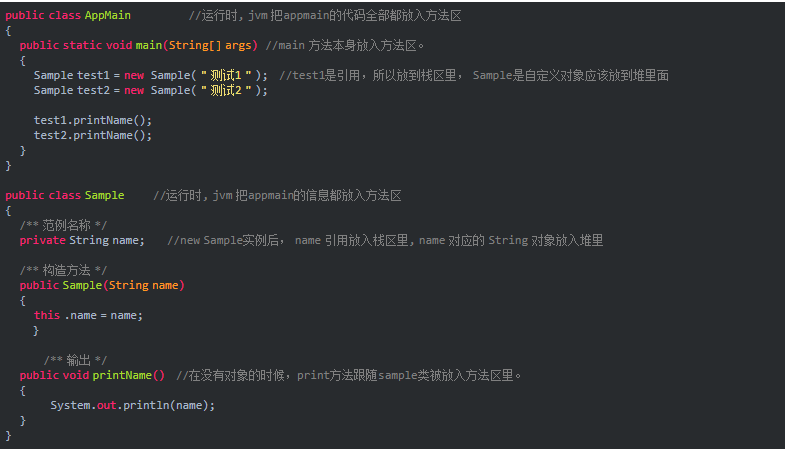 public class AppMain //运行时, jvm 把appmain的代码全部都放入方法区
{
public static void main(String[] args) //main 方法本身放入方法区。
{
Sample test1 = new Sample( " 测试1 " ); //test1是引用，所以放到栈区里， Sample是自定义对象应该放到堆里面
Sample test2 = new Sample( " 测试2 " );
test1.printName();
test2.printName();
}
}
public class Sample //运行时, jvm 把appmain的信息都放入方法区
{
/** 范例名称 */
private String name; //new Sample实例后， name 引用放入栈区里, name 对应的 String 对象放入堆里
/** 构造方法 */
public Sample(String name)
{
this .name = name;
}
/** 输出 */
public void printName() //在没有对象的时候，print方法跟随sample类被放入方法区里。
{
System.out.println(name);
}
}